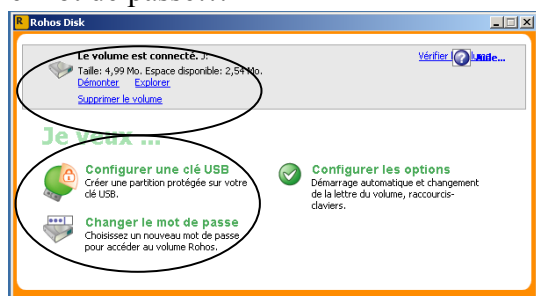 Rohos Disk
Le volume est connecté. J:
Taille: 4,99 Mo. Espace disponible: 2,54 Mo.
Démonter Explorer
Supprimer le volume
Vérifier Aide...
Je veux ...
Configurer une clé USB
Créer une partition protégée sur votre
clé USB.
Changer le mot de passe
Choisissez un nouveau mot de passe
pour accéder au volume Rohos.
Configurer les options
Démarrage automatique et changement
de la lettre du volume, raccourcis-
claviers.